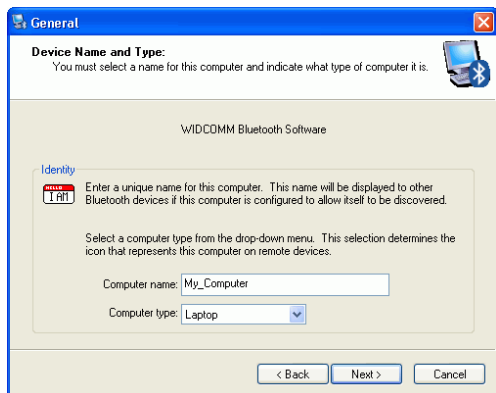 General
Device Name and Type:
You must select a name for this computer and indicate what type of computer it is.
WIDCOMM Bluetooth Software
Identity
HELLO
I AM
Enter a unique name for this computer.  This name will be displayed to other
Bluetooth devices if this computer is configured to allow itself to be discovered.
Select a computer type from the drop-down menu.  This selection determines the
icon that represents this computer on remote devices.
Computer name: My_Computer
Computer type: Laptop
< Back Next > Cancel